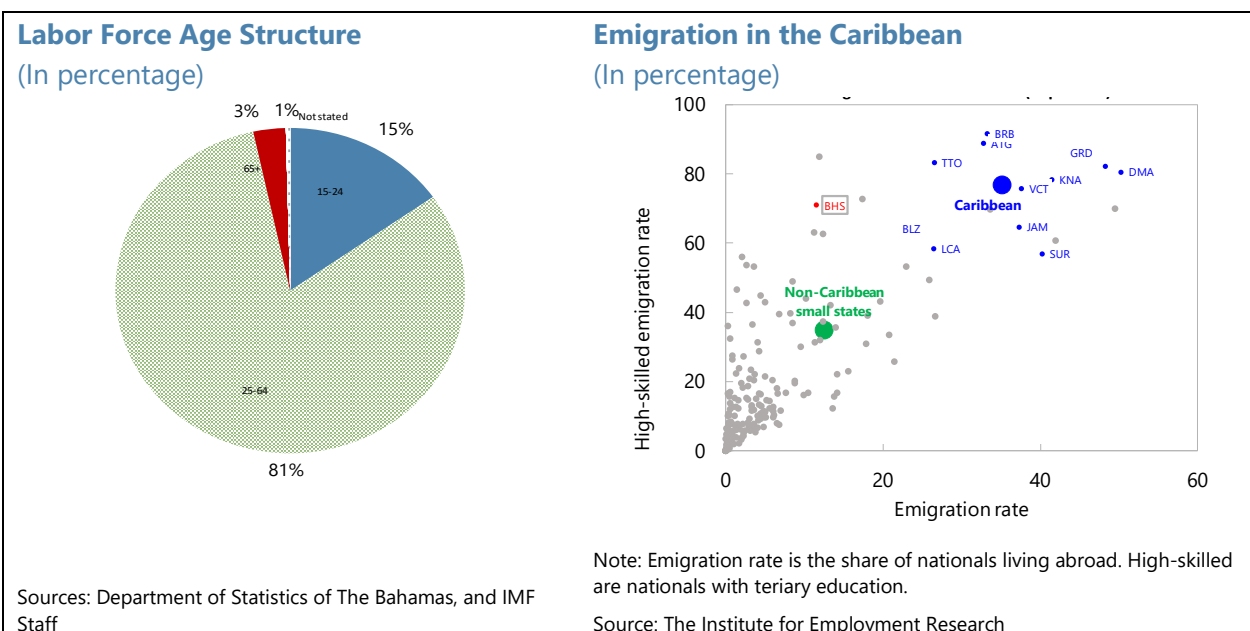 Labor Force Age Structure
(In percentage)
3%
1%
Not stated
15%
65+
15-24
25-64
81%
Sources: Department of Statistics of The Bahamas, and IMF
Staff
Emigration in the Caribbean
(In percentage)
100
80
60
40
20
0
High-skilled emigration rate
BRB
ATG
TTO
GRD
DMA
KNA
VCT
Caribbean
BHS
BLZ
JAM
LCA
SUR
Non-Caribbean
small states
0
20
40
60
Emigration rate
Note: Emigration rate is the share of nationals living abroad. High-skilled
are nationals with teriary education.
Source: The Institute for Employment Research